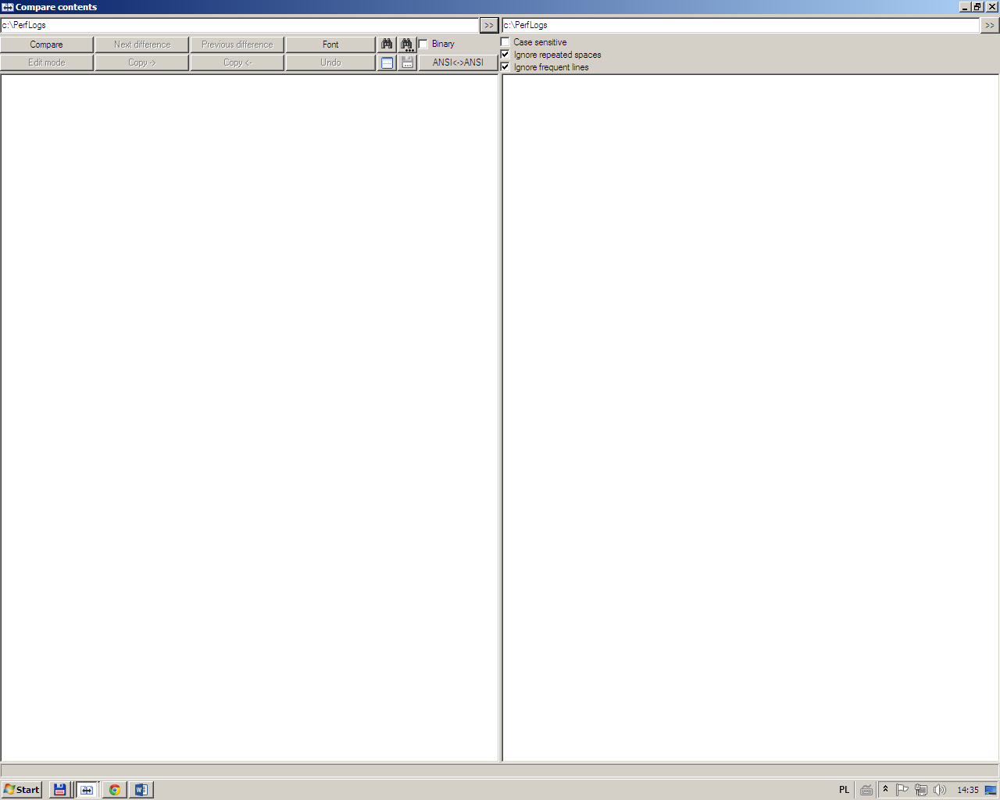 Compare contents
c:\PerfLogs >> c:\PerfLogs >>
Compare Next difference Previous difference Font Binary Case sensitive
Ignore repeated spaces
Edit mode Copy -> Copy <- Undo ANSI<->ANSI Ignore frequent lines
Start PL 14:35